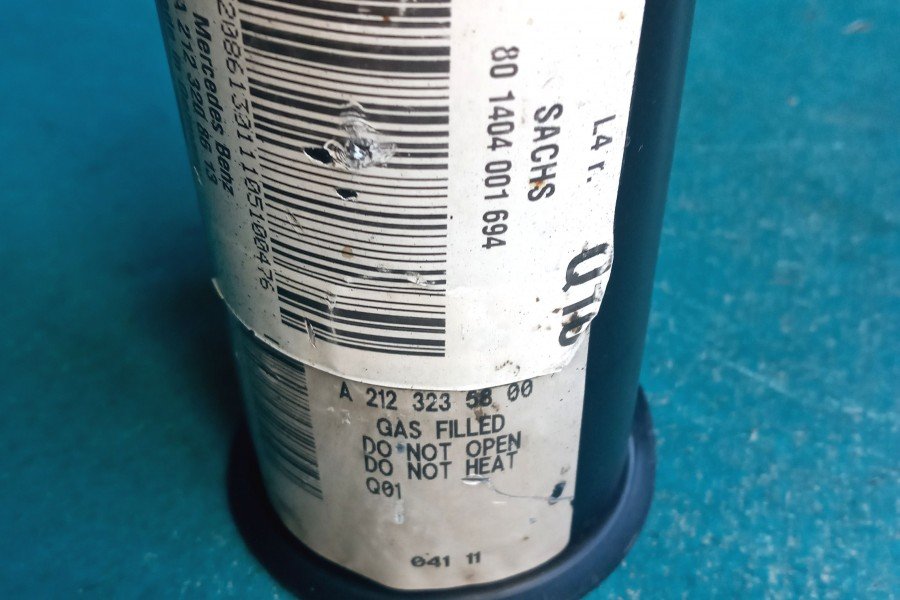 L4 r.
SACHS
80 1404 001 694
Mercedes Benz
A 212 323 58 00
GAS FILLED
DO NOT OPEN
DO NOT HEAT
Q01
041 11